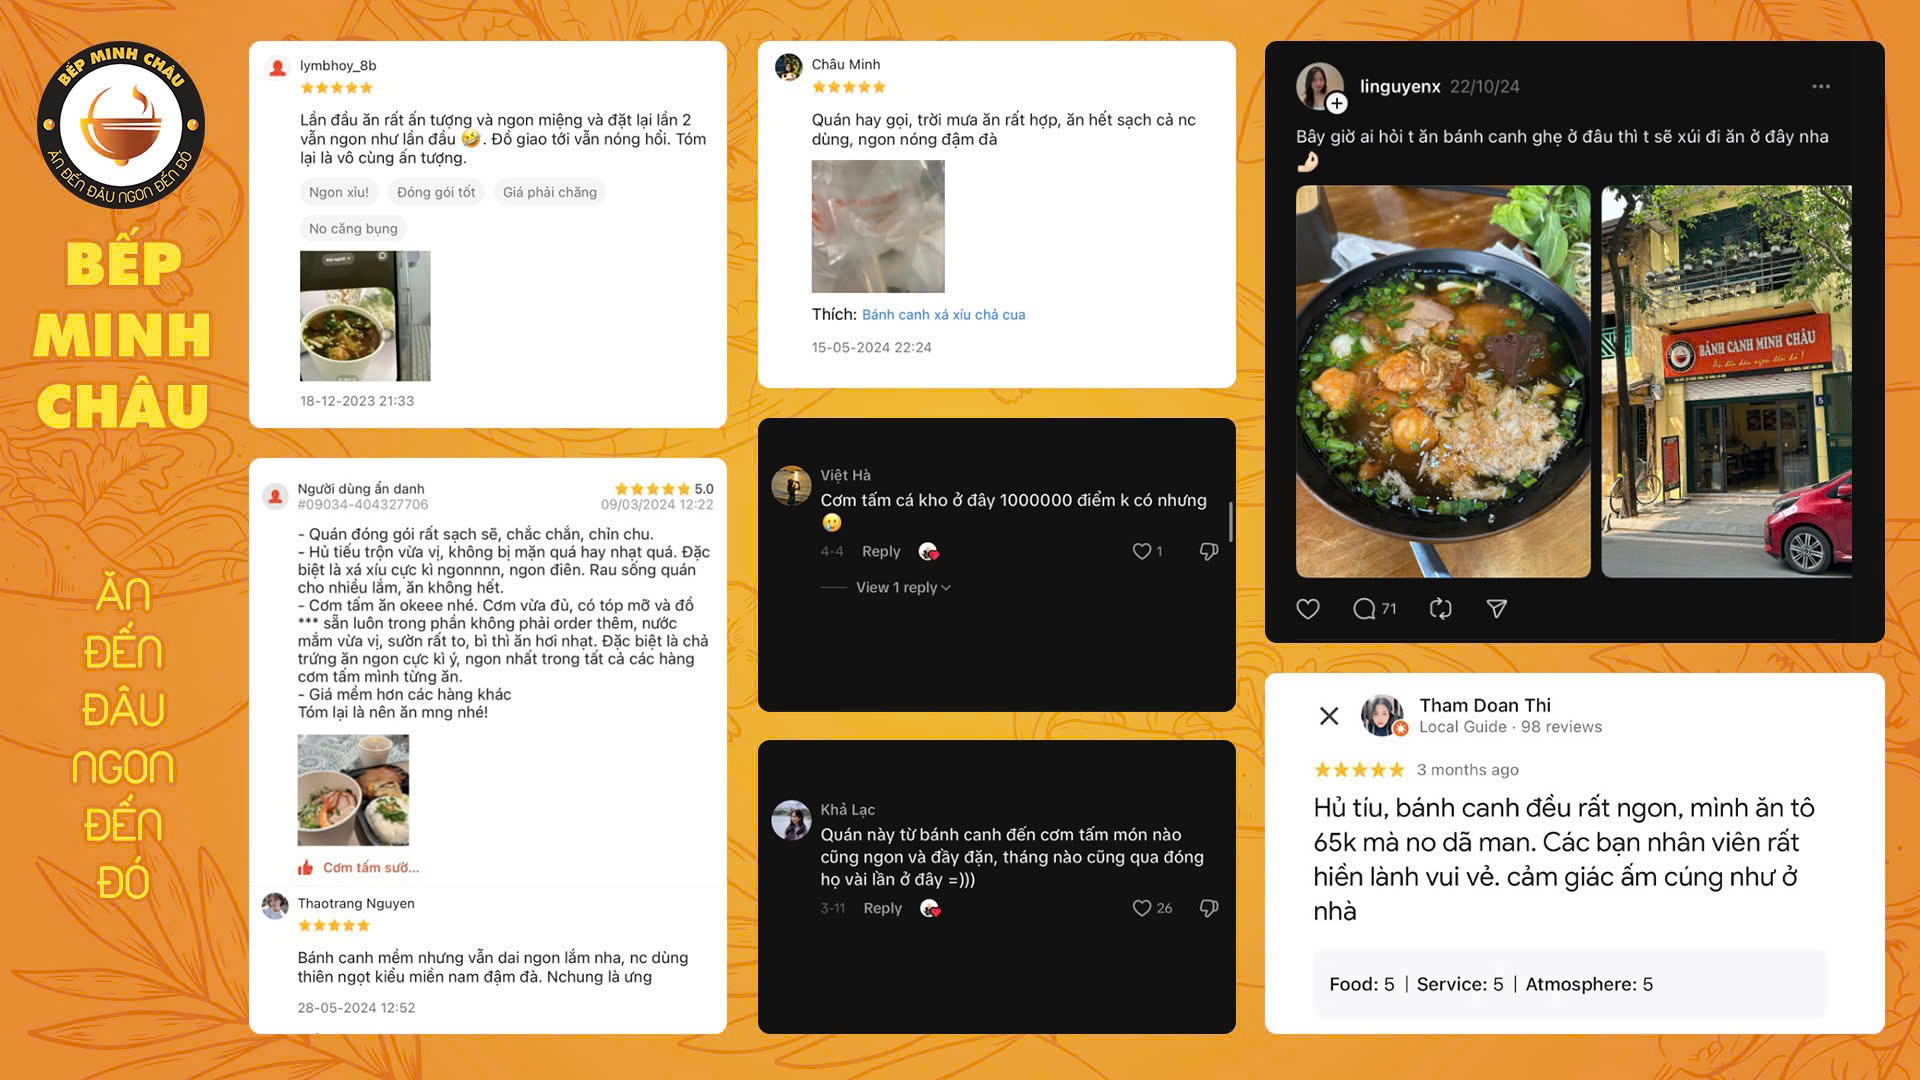 BẾP MINH CHÂU
ĂN ĐẾN ĐÂU NGON ĐẾN ĐÓ
BẾP
MINH
CHÂU
ĂN
ĐẾN
ĐÂU
NGON
ĐẾN
ĐÓ
lymbhoy_8b
Lần đầu ăn rất ấn tượng và ngon miệng và đặt lại lần 2
vẫn ngon như lần đầu 🤣. Đồ giao tới vẫn nóng hổi. Tóm
lại là vô cùng ấn tượng.
Ngon xỉu! Đóng gói tốt Giá phải chăng
No căng bụng
18-12-2023 21:33
Người dùng ẩn danh 5.0
#09034-404327706 09/03/2024 12:22
- Quán đóng gói rất sạch sẽ, chắc chắn, chỉn chu.
- Hủ tiếu trộn vừa vị, không bị mặn quá hay nhạt quá. Đặc
biệt là xá xíu cực kì ngonnnn, ngon điên. Rau sống quán
cho nhiều lắm, ăn không hết.
- Cơm tấm ăn okeee nhé. Cơm vừa đủ, có tóp mỡ và đồ
*** sẵn luôn trong phần không phải order thêm, nước
mắm vừa vị, sườn rất to, bì thì ăn hơi nhạt. Đặc biệt là chả
trứng ăn ngon cực kì ý, ngon nhất trong tất cả các hàng
cơm tấm mình từng ăn.
- Giá mềm hơn các hàng khác
Tóm lại là nên ăn mng nhé!
Cơm tấm sườ...
Thaotrang Nguyen
Bánh canh mềm nhưng vẫn dai ngon lắm nha, nc dùng
thiên ngọt kiểu miền nam đậm đà. Nchung là ưng
28-05-2024 12:52
Châu Minh
Quán hay gọi, trời mưa ăn rất hợp, ăn hết sạch cả nc
dùng, ngon nóng đậm đà
Thích: Bánh canh xá xíu chả cua
15-05-2024 22:24
Việt Hà
Cơm tấm cá kho ở đây 1000000 điểm k có nhưng
🥲
4-4 Reply 1
View 1 reply
Khả Lạc
Quán này từ bánh canh đến cơm tấm món nào
cũng ngon và đầy đặn, tháng nào cũng qua đóng
họ vài lần ở đây =)))
3-11 Reply 26
linguyenx 22/10/24
Bây giờ ai hỏi t ăn bánh canh ghẹ ở đâu thì t sẽ xúi đi ăn ở đây nha
👌🏻
BÁNH CANH MINH CHÂU
Ăn đến đâu ngon đến đó !
5
71
Tham Doan Thi
Local Guide · 98 reviews
3 months ago
Hủ tíu, bánh canh đều rất ngon, mình ăn tô
65k mà no dã man. Các bạn nhân viên rất
hiền lành vui vẻ. cảm giác ấm cúng như ở
nhà
Food: 5 | Service: 5 | Atmosphere: 5